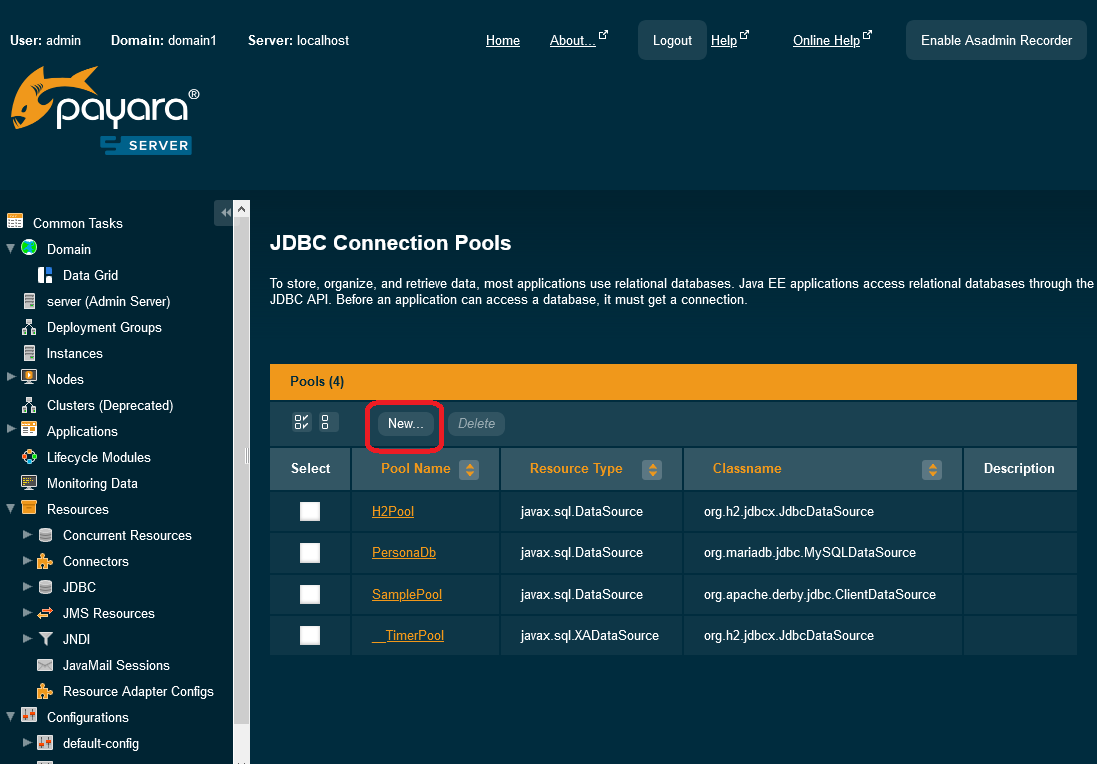 User: admin Domain: domain1 Server: localhost Home About... Logout Help Online Help Enable Asadmin Recorder
payara®
SERVER
Common Tasks
Domain
Data Grid
server (Admin Server)
Deployment Groups
Instances
Nodes
Clusters (Deprecated)
Applications
Lifecycle Modules
Monitoring Data
Resources
Concurrent Resources
Connectors
JDBC
JMS Resources
JNDI
JavaMail Sessions
Resource Adapter Configs
Configurations
default-config
JDBC Connection Pools
To store, organize, and retrieve data, most applications use relational databases. Java EE applications access relational databases through the
JDBC API. Before an application can access a database, it must get a connection.
Pools (4)
New... Delete
Select Pool Name Resource Type Classname Description
H2Pool javax.sql.DataSource org.h2.jdbcx.JdbcDataSource
PersonaDb javax.sql.DataSource org.mariadb.jdbc.MySQLDataSource
SamplePool javax.sql.DataSource org.apache.derby.jdbc.ClientDataSource
__TimerPool javax.sql.XADataSource org.h2.jdbcx.JdbcDataSource